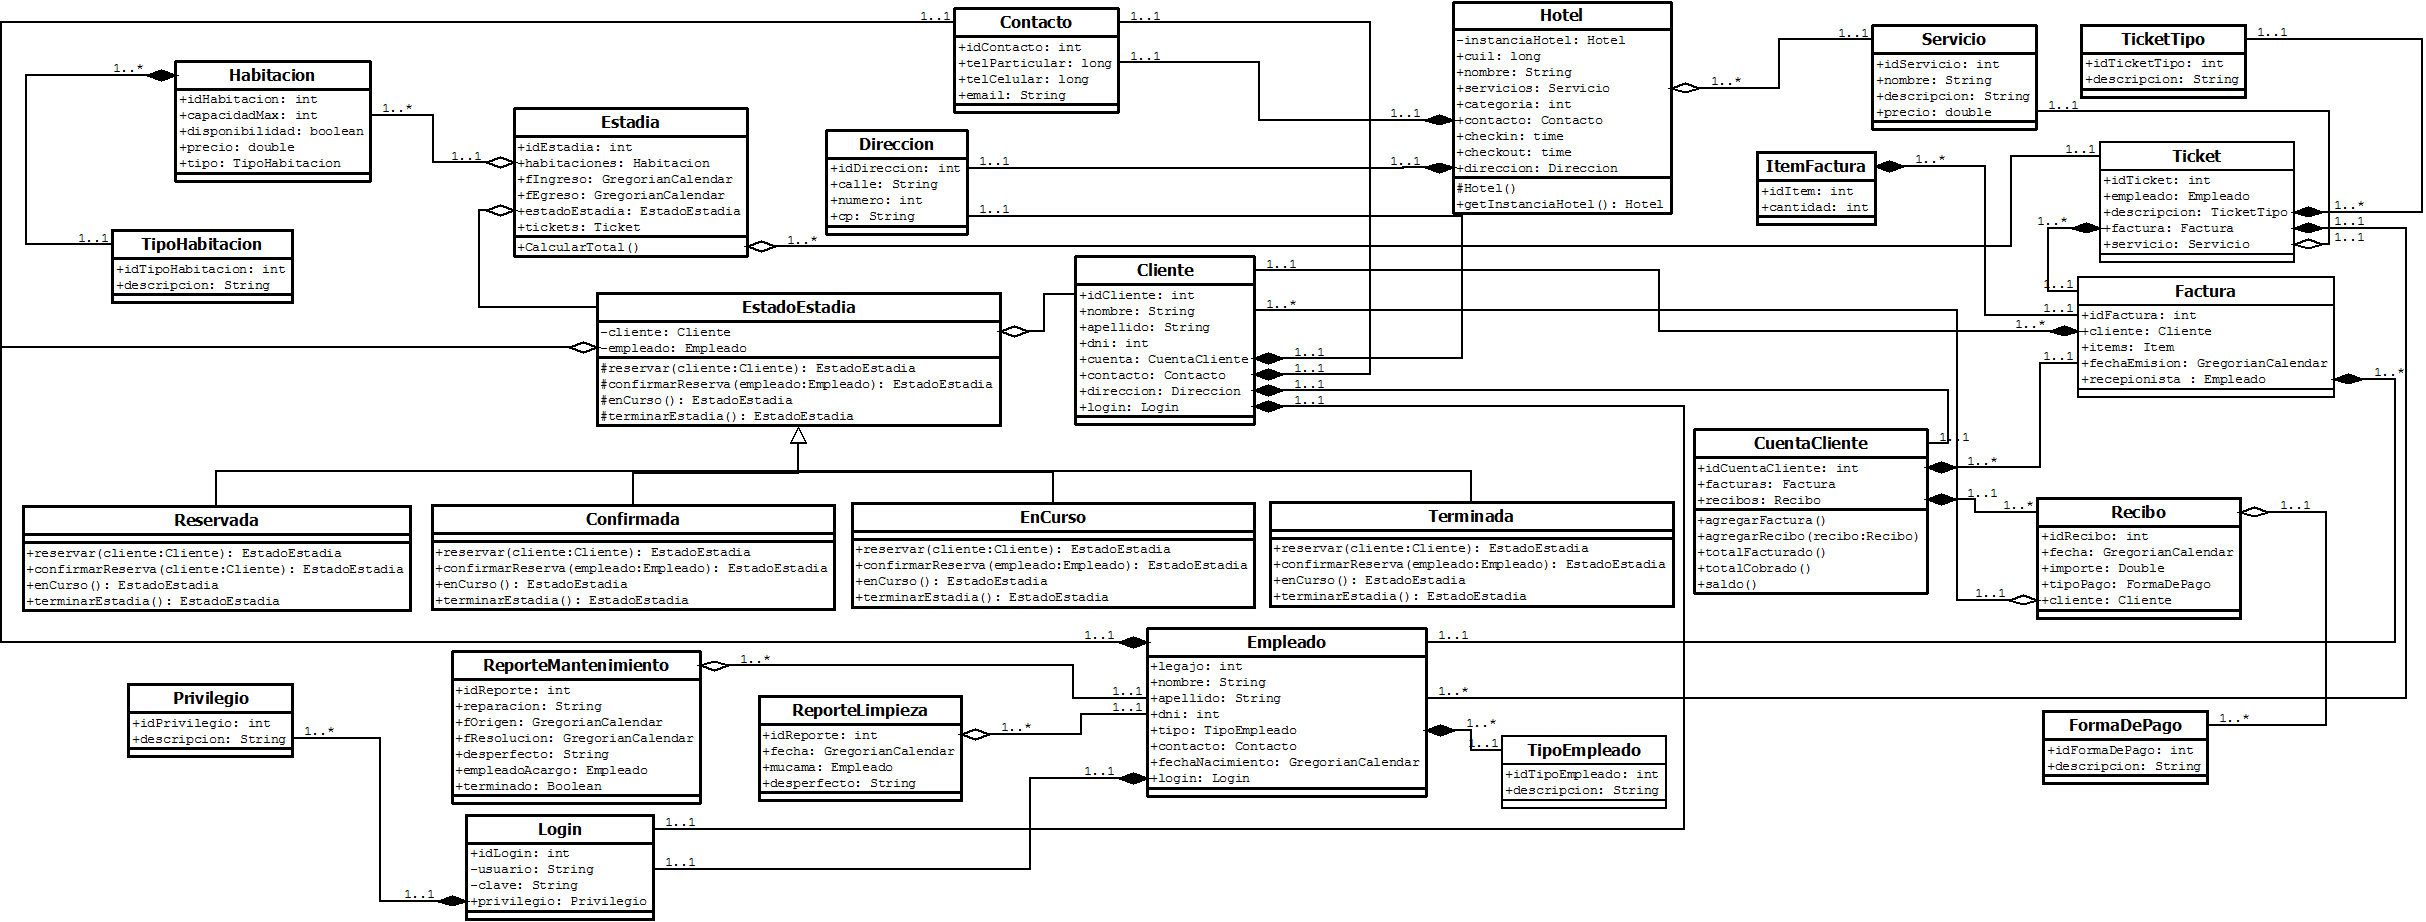 Contacto
+idContacto: int
+telParticular: long
+telCelular: long
+email: String
1..1
1..1
1..1
Hotel
-instanciaHotel: Hotel
+cuil: long
+nombre: String
+servicios: Servicio
+categoria: int
+contacto: Contacto
+checkin: time
+checkout: time
+direccion: Direccion
#Hotel()
+getInstanciaHotel(): Hotel
1..*
1..1
1..1
Servicio
+idServicio: int
+nombre: String
+descripcion: String
+precio: double
1..1
1..1
TicketTipo
+idTicketTipo: int
+descripcion: String
1..1
Habitacion
+idHabitacion: int
+capacidadMax: int
+disponibilidad: boolean
+precio: double
+tipo: TipoHabitacion
1..*
1..*
Estadia
+idEstadia: int
+habitaciones: Habitacion
+fIngreso: GregorianCalendar
+fEgreso: GregorianCalendar
+estadoEstadia: EstadoEstadia
+tickets: Ticket
+CalcularTotal()
1..1
1..*
Direccion
+idDireccion: int
+calle: String
+numero: int
+cp: String
1..1
1..1
ItemFactura
+idItem: int
+cantidad: int
1..*
Ticket
+idTicket: int
+empleado: Empleado
+descripcion: TicketTipo
+factura: Factura
+servicio: Servicio
1..1
1..*
1..*
1..1
1..1
TipoHabitacion
+idTipoHabitacion: int
+descripcion: String
1..1
EstadoEstadia
-cliente: Cliente
-empleado: Empleado
#reservar(cliente:Cliente): EstadoEstadia
#confirmarReserva(empleado:Empleado): EstadoEstadia
#enCurso(): EstadoEstadia
#terminarEstadia(): EstadoEstadia
Cliente
+idCliente: int
+nombre: String
+apellido: String
+dni: int
+cuenta: CuentaCliente
+contacto: Contacto
+direccion: Direccion
+login: Login
1..1
1..*
1..1
1..1
1..1
1..1
Factura
+idFactura: int
+cliente: Cliente
+items: Item
+fechaEmision: GregorianCalendar
+recepionista : Empleado
1..1
1..1
1..*
1..1
1..*
CuentaCliente
+idCuentaCliente: int
+facturas: Factura
+recibos: Recibo
+agregarFactura()
+agregarRecibo(recibo:Recibo)
+totalFacturado()
+totalCobrado()
+saldo()
1..1
1..*
1..1
Recibo
+idRecibo: int
+fecha: GregorianCalendar
+importe: Double
+tipoPago: FormaDePago
+cliente: Cliente
1..*
1..1
1..1
Reservada
+reservar(cliente:Cliente): EstadoEstadia
+confirmarReserva(cliente:Cliente): EstadoEstadia
+enCurso(): EstadoEstadia
+terminarEstadia(): EstadoEstadia
Confirmada
+reservar(cliente:Cliente): EstadoEstadia
+confirmarReserva(empleado:Empleado): EstadoEstadia
+enCurso(): EstadoEstadia
+terminarEstadia(): EstadoEstadia
EnCurso
+reservar(cliente:Cliente): EstadoEstadia
+confirmarReserva(empleado:Empleado): EstadoEstadia
+enCurso(): EstadoEstadia
+terminarEstadia(): EstadoEstadia
Terminada
+reservar(cliente:Cliente): EstadoEstadia
+confirmarReserva(empleado:Empleado): EstadoEstadia
+enCurso(): EstadoEstadia
+terminarEstadia(): EstadoEstadia
Privilegio
+idPrivilegio: int
+descripcion: String
1..*
ReporteMantenimiento
+idReporte: int
+reparacion: String
+fOrigen: GregorianCalendar
+fResolucion: GregorianCalendar
+desperfecto: String
+empleadoAcargo: Empleado
+terminado: Boolean
1..*
ReporteLimpieza
+idReporte: int
+fecha: GregorianCalendar
+mucama: Empleado
+desperfecto: String
1..*
Empleado
+legajo: int
+nombre: String
+apellido: String
+dni: int
+tipo: TipoEmpleado
+contacto: Contacto
+fechaNacimiento: GregorianCalendar
+login: Login
1..1
1..1
1..1
1..1
1..1
1..*
1..*
TipoEmpleado
+idTipoEmpleado: int
+descripcion: String
1..1
FormaDePago
+idFormaDePago: int
+descripcion: String
1..*
Login
+idLogin: int
-usuario: String
-clave: String
+privilegio: Privilegio
1..1
1..1
1..1